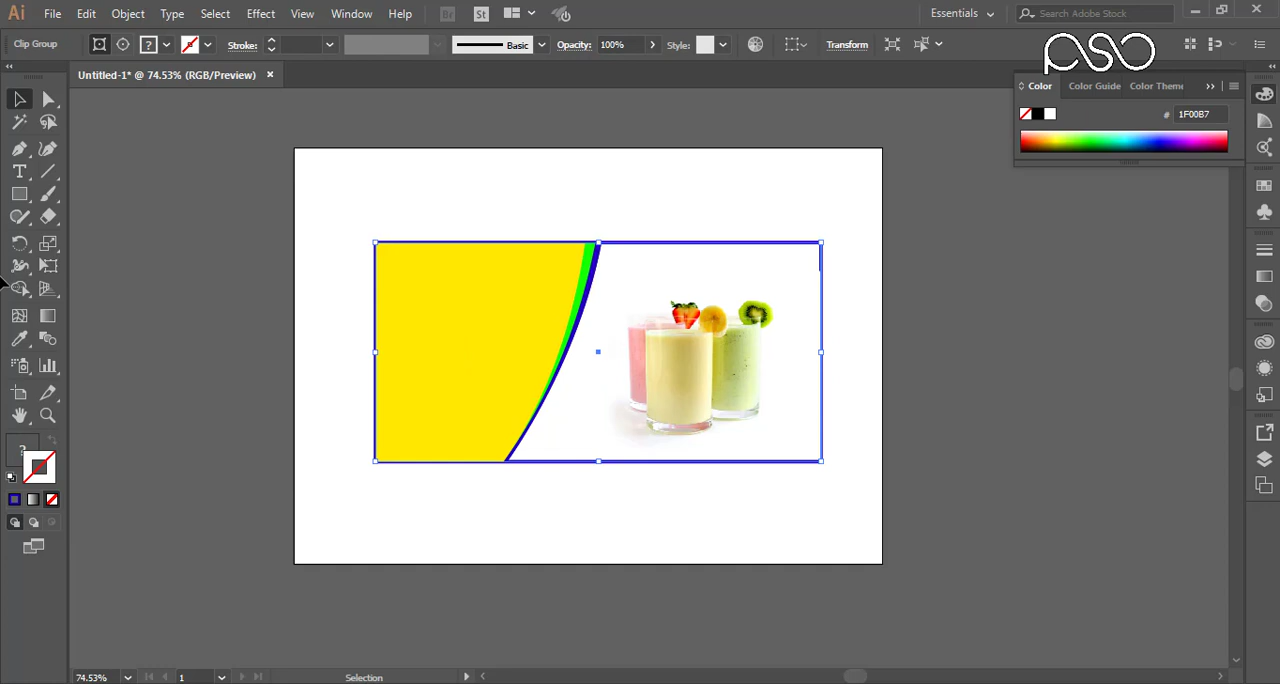 Ai File Edit Object Type Select Effect View Window Help Br St Essentials Search Adobe Stock
Clip Group ? Stroke: Basic Opacity: 100% Style: Transform
PSO
Untitled-1* @ 74.53% (RGB/Preview) ×
Color Color Guide Color Theme
# 1F00B7
T
?
74.53% 1 Selection